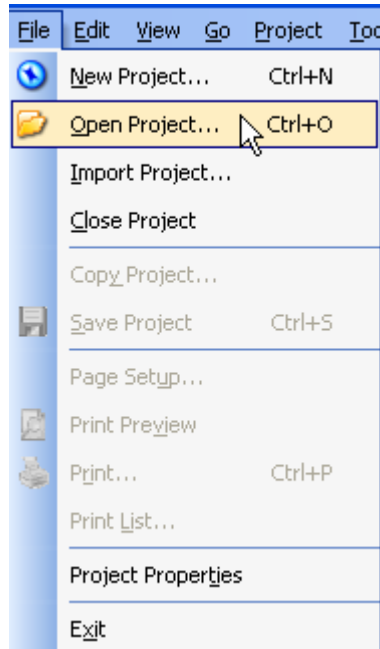 File Edit View Go Project Too
New Project... Ctrl+N
Open Project... Ctrl+O
Import Project...
Close Project
Copy Project...
Save Project Ctrl+S
Page Setup...
Print Preview
Print... Ctrl+P
Print List...
Project Properties
Exit